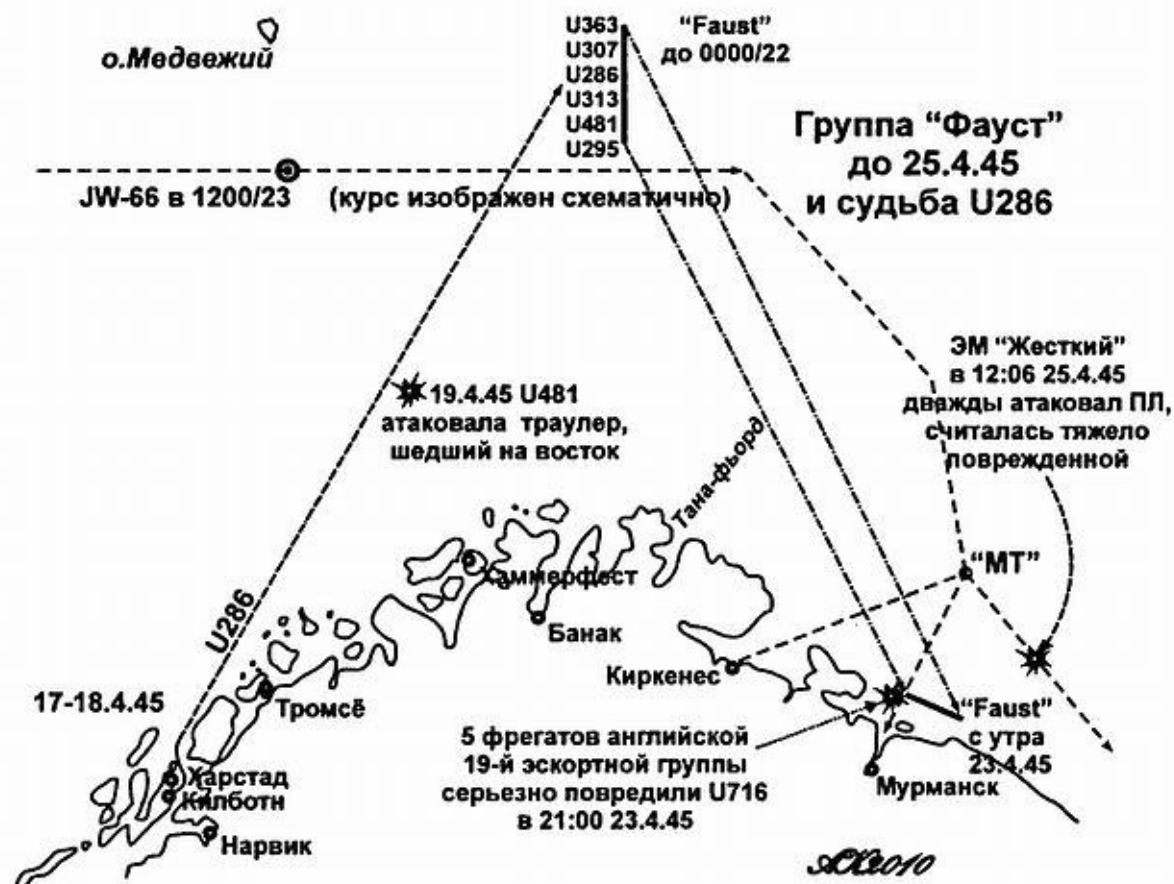 о.Медвежий
U363
U307
U286
U313
U481
U295
“Faust”
до 0000/22
Группа “Фауст”
до 25.4.45
и судьба U286
JW-66 в 1200/23 (курс изображен схематично)
ЭМ “Жесткий”
в 12:06 25.4.45
дважды атаковал ПЛ,
считалась тяжело
поврежденной
19.4.45 U481
атаковала траулер,
шедший на восток
Тана-фьорд
“МТ”
Хаммерфест
U286
Банак
Киркенес
17-18.4.45
Тромсё
“Faust”
с утра
23.4.45
5 фрегатов английской
19-й эскортной группы
серьезно повредили U716
в 21:00 23.4.45
Мурманск
Харстад
Килботн
Нарвик